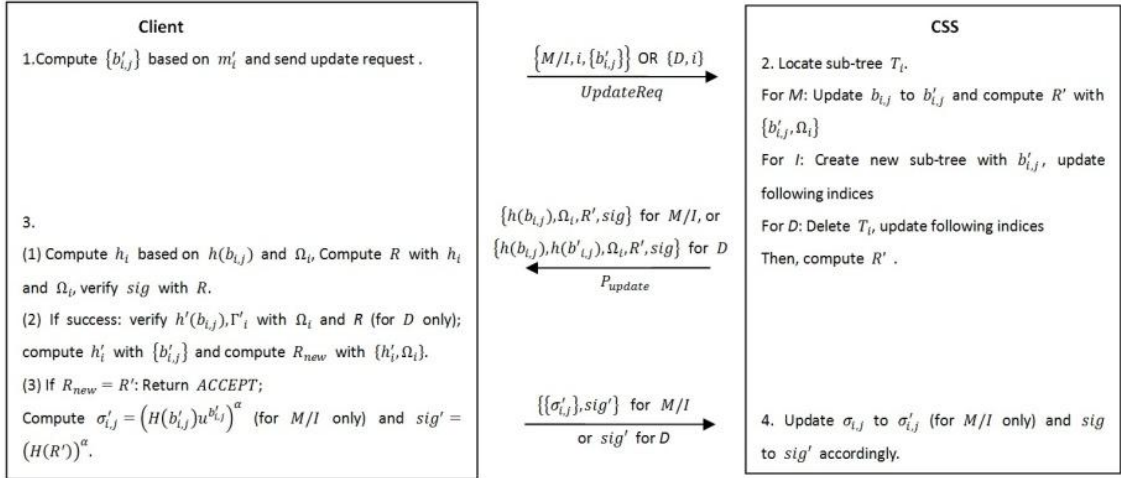 Client
1.Compute {b′i,j} based on m′i and send update request .
3.
(1) Compute hi based on h(bi,j) and Ωi, Compute R with hi
and Ωi, verify sig with R.
(2) If success: verify h′(bi,j),Γ′i with Ωi and R (for D only);
compute h′i with {b′i,j} and compute Rnew with {h′i,Ωi}.
(3) If Rnew = R′: Return ACCEPT;
Compute σ′i,j = (H(b′i,j)u^b′i,j)^α (for M/I only) and sig′ =
(H(R′))^α.
{M/I,i,{b′i,j}} OR {D,i}
UpdateReq
{h(bi,j),Ωi,R′,sig} for M/I, or
{h(bi,j),h(b′i,j),Ωi,R′,sig} for D
Pupdate
{{σ′i,j},sig′} for M/I
or sig′ for D
CSS
2. Locate sub-tree Ti.
For M: Update bi,j to b′i,j and compute R′ with
{b′i,j,Ωi}
For I: Create new sub-tree with b′i,j, update
following indices
For D: Delete Ti, update following indices
Then, compute R′ .
4. Update σi,j to σ′i,j (for M/I only) and sig
to sig′ accordingly.